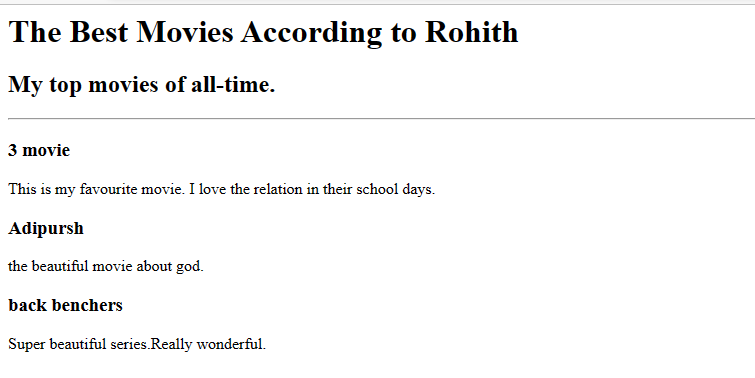 The Best Movies According to Rohith
My top movies of all-time.
3 movie
This is my favourite movie. I love the relation in their school days.
Adipursh
the beautiful movie about god.
back benchers
Super beautiful series.Really wonderful.